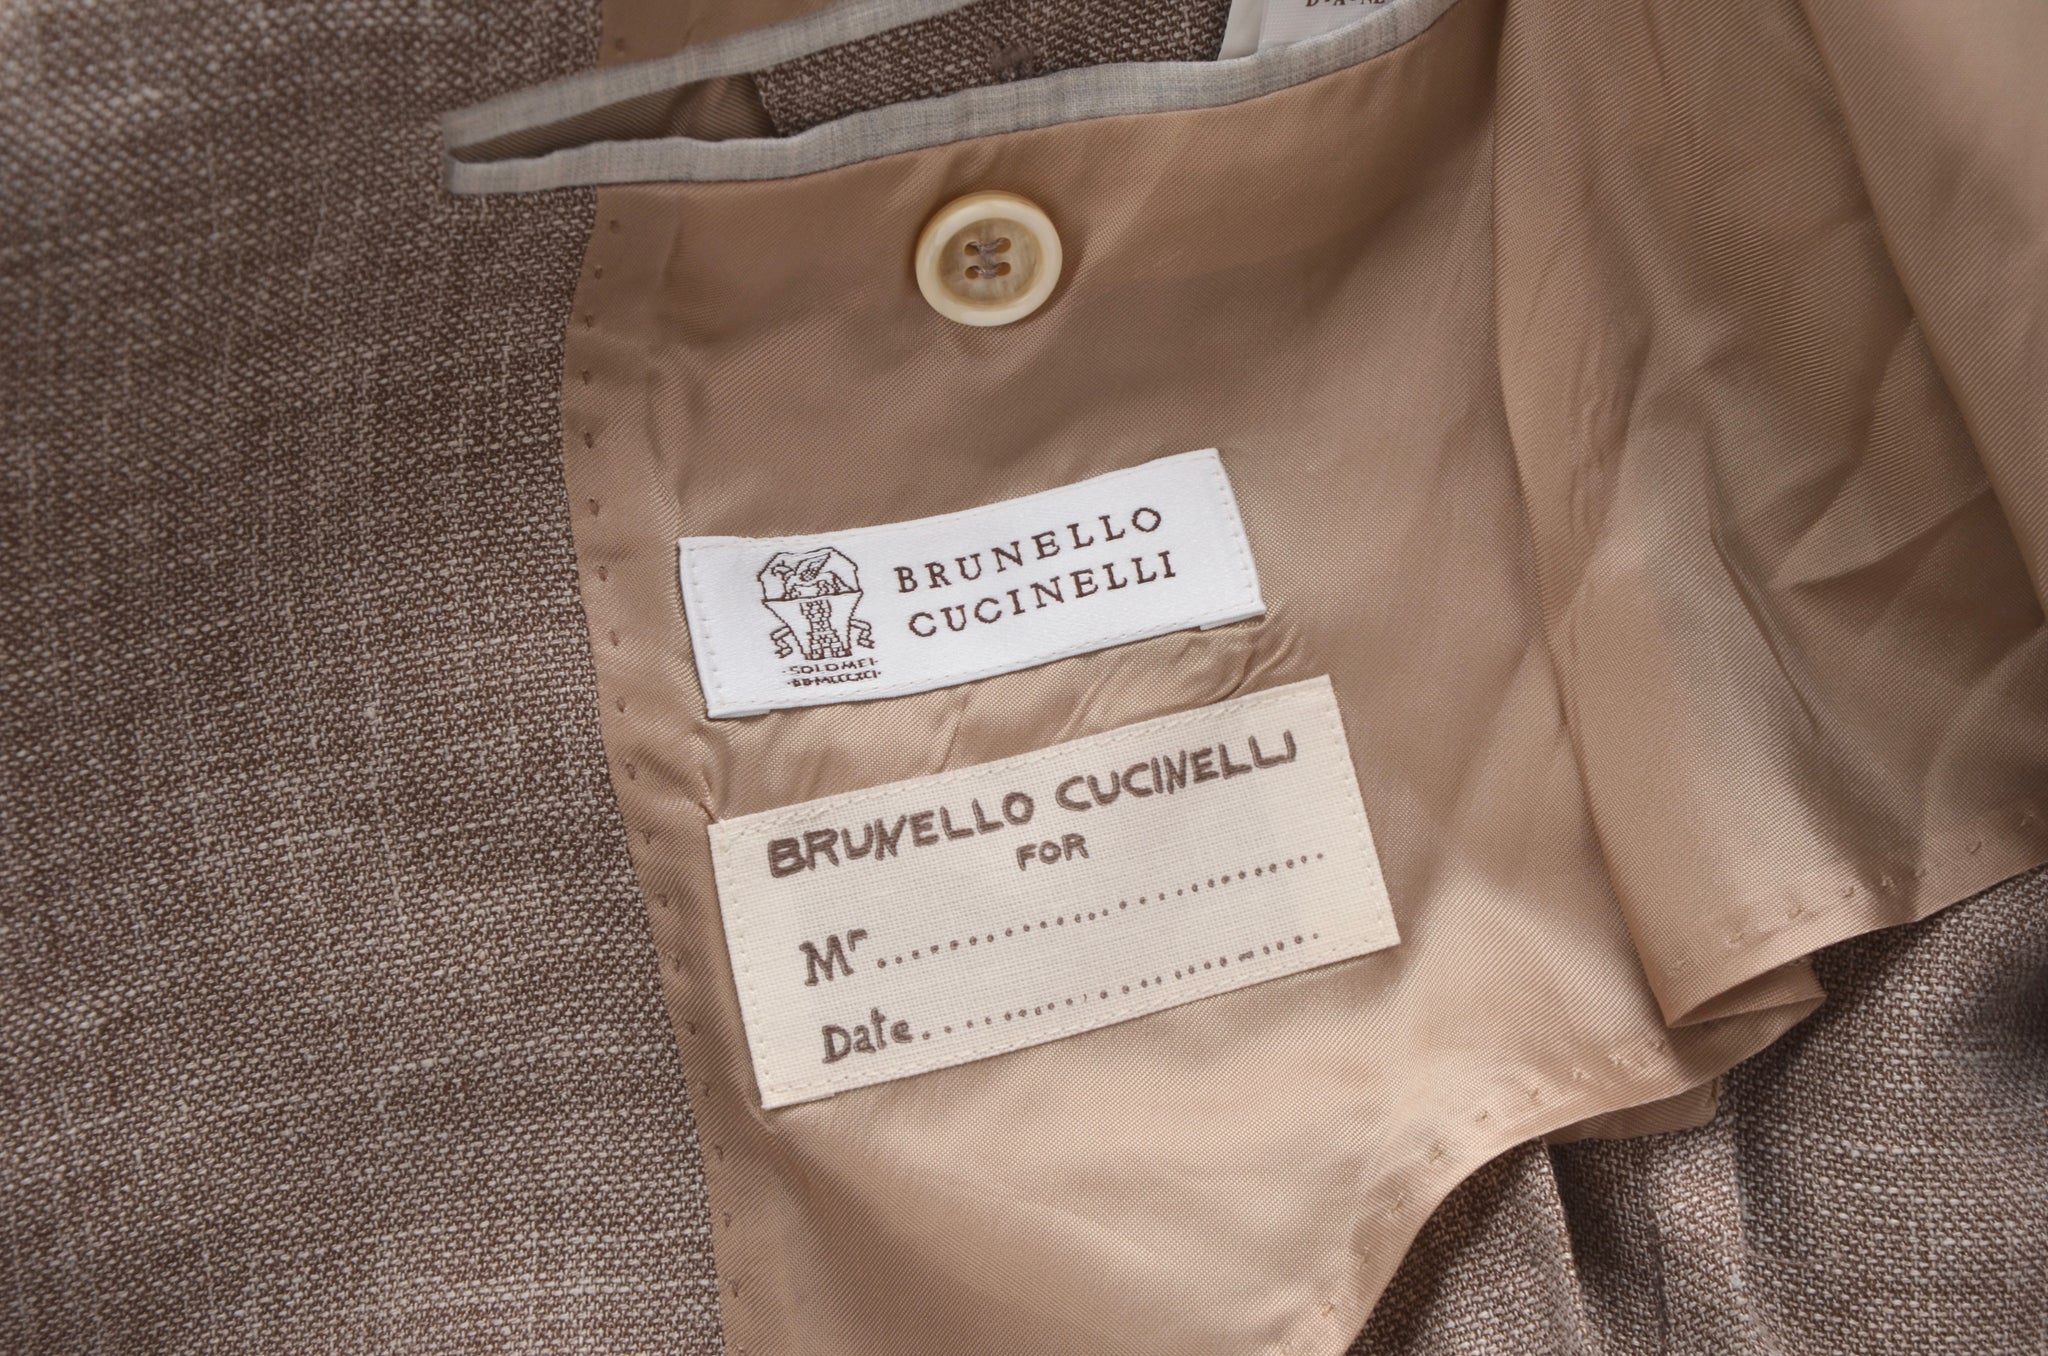 BRUNELLO
CUCINELLI
SOLOMEI
BRUNELLO CUCINELLI
FOR
Mr
Date